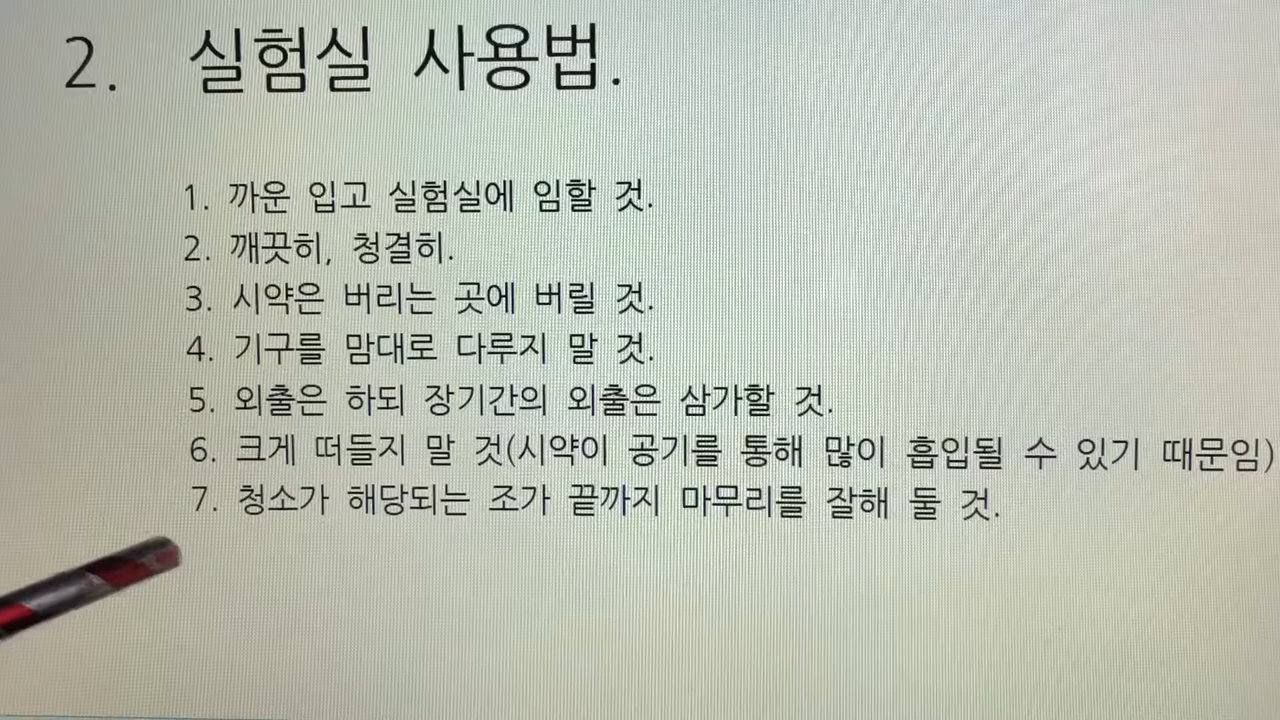 2. 실험실 사용법.
1. 까운 입고 실험실에 임할 것.
2. 깨끗히, 청결히.
3. 시약은 버리는 곳에 버릴 것.
4. 기구를 맘대로 다루지 말 것.
5. 외출은 하되 장기간의 외출은 삼가할 것.
6. 크게 떠들지 말 것(시약이 공기를 통해 많이 흡입될 수 있기 때문임)
7. 청소가 해당되는 조가 끝까지 마무리를 잘해 둘 것.